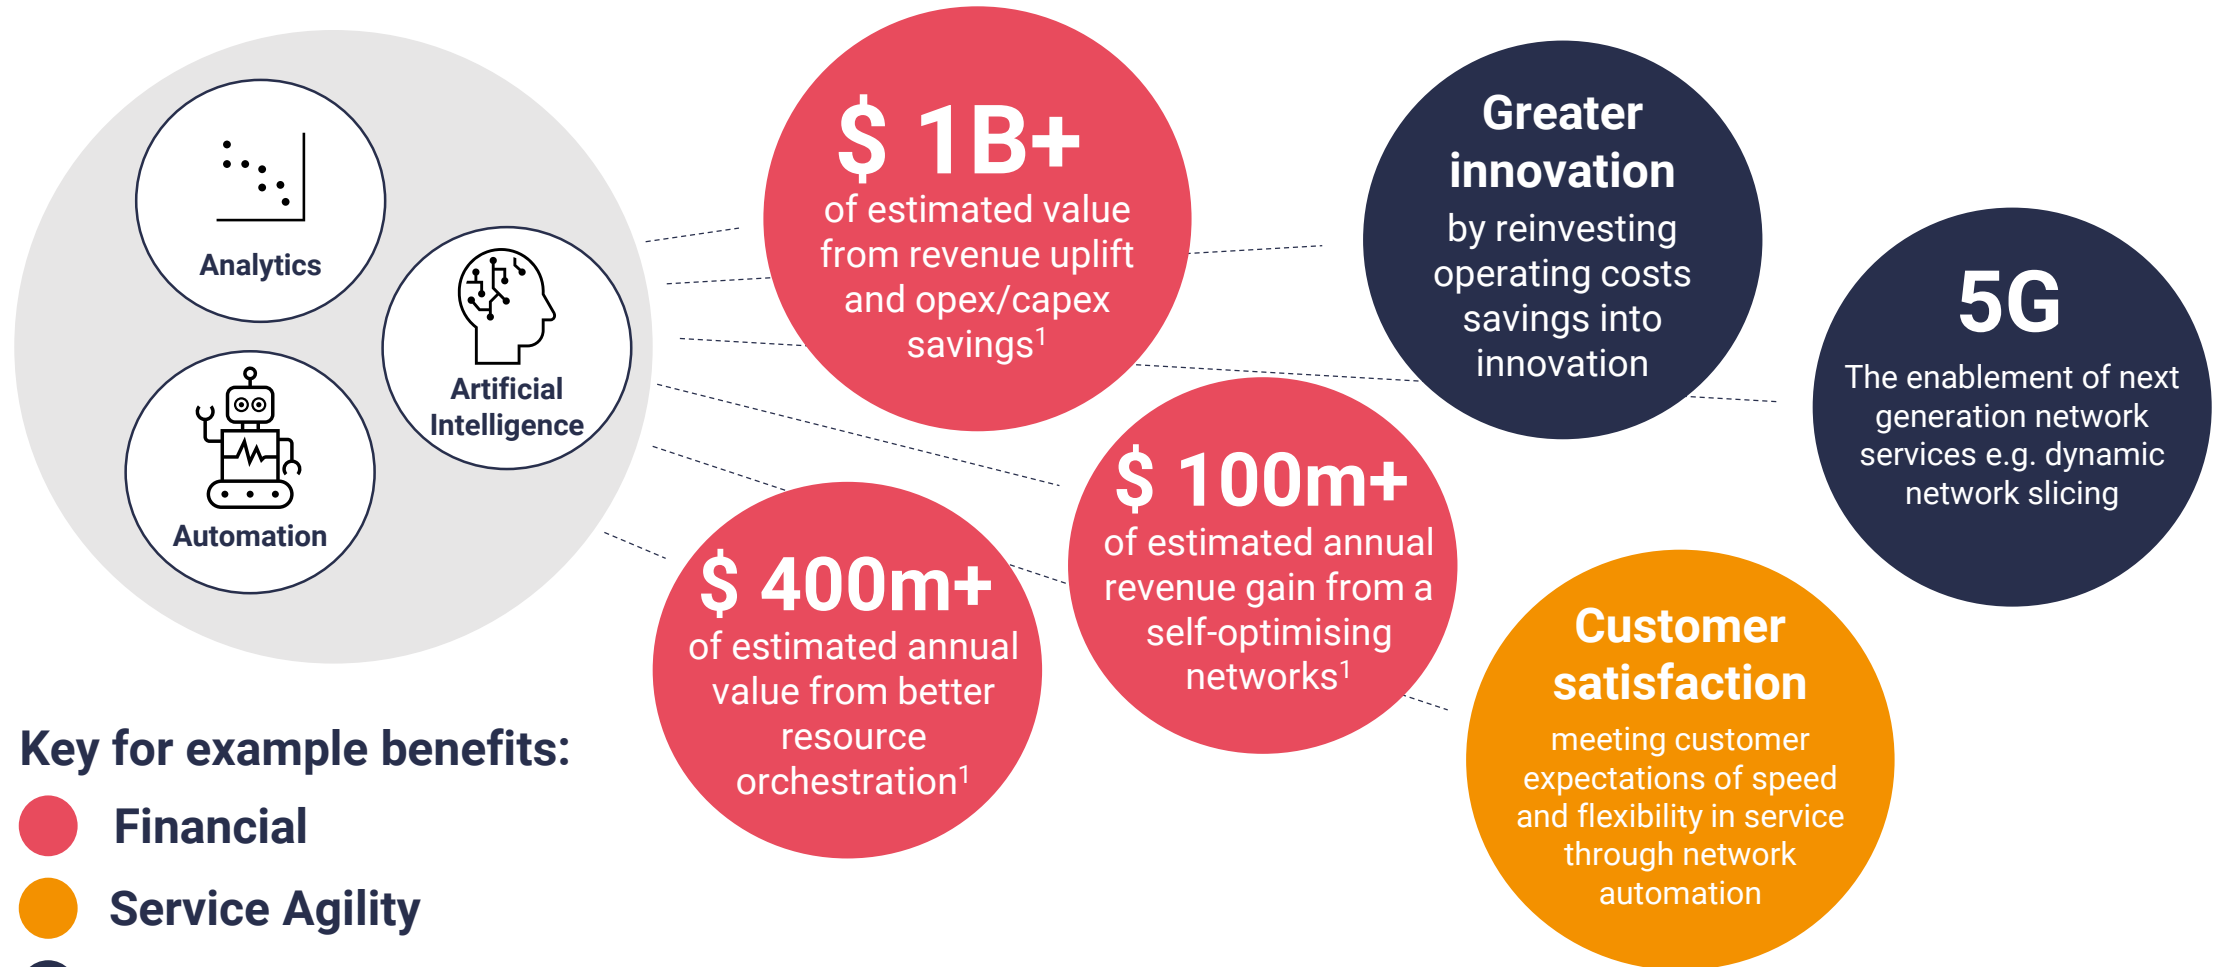 Analytics
Artificial
Intelligence
Automation
$ 1B+
of estimated value
from revenue uplift
and opex/capex
savings¹
Greater
innovation
by reinvesting
operating costs
savings into
innovation
5G
The enablement of next
generation network
services e.g. dynamic
network slicing
$ 400m+
of estimated annual
value from better
resource
orchestration¹
$ 100m+
of estimated annual
revenue gain from a
self-optimising
networks¹
Customer
satisfaction
meeting customer
expectations of speed
and flexibility in service
through network
automation
Key for example benefits:
Financial
Service Agility